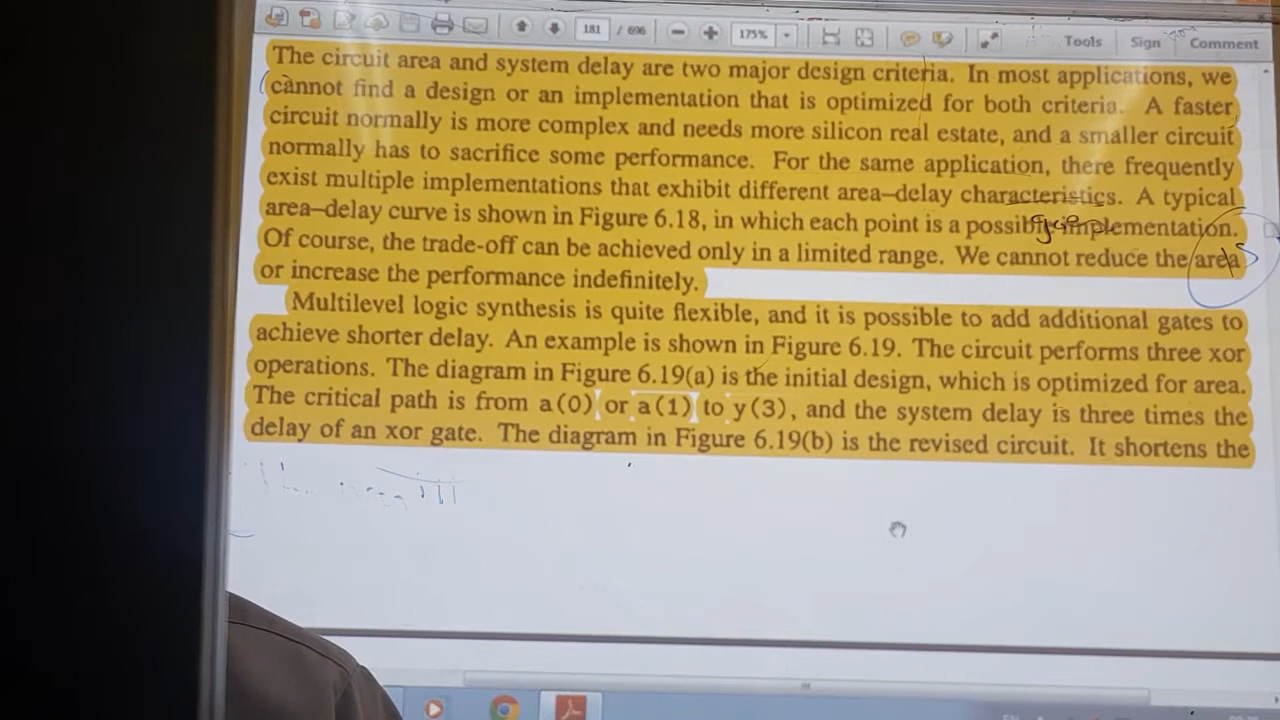 181 / 696 175% Tools Sign Comment
The circuit area and system delay are two major design criteria. In most applications, we
cannot find a design or an implementation that is optimized for both criteria. A faster
circuit normally is more complex and needs more silicon real estate, and a smaller circuit
normally has to sacrifice some performance. For the same application, there frequently
exist multiple implementations that exhibit different area–delay characteristics. A typical
area–delay curve is shown in Figure 6.18, in which each point is a possible implementation.
Of course, the trade-off can be achieved only in a limited range. We cannot reduce the area
or increase the performance indefinitely.
Multilevel logic synthesis is quite flexible, and it is possible to add additional gates to
achieve shorter delay. An example is shown in Figure 6.19. The circuit performs three xor
operations. The diagram in Figure 6.19(a) is the initial design, which is optimized for area.
The critical path is from a(0) or a(1) to y(3), and the system delay is three times the
delay of an xor gate. The diagram in Figure 6.19(b) is the revised circuit. It shortens the